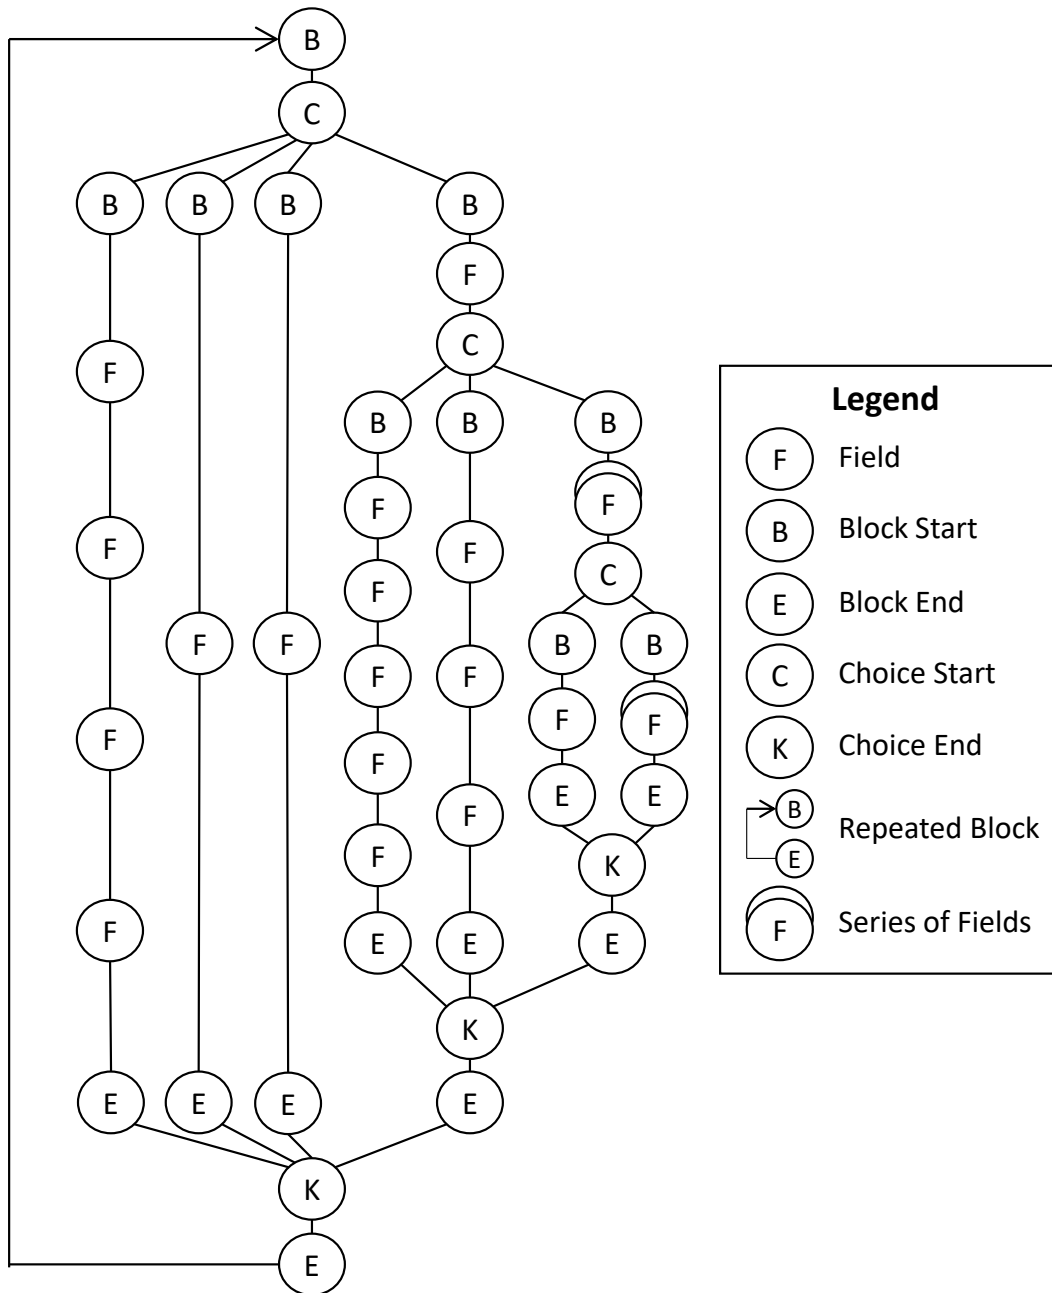 B
C
B B B B
F
C
F
B B B
F
F
F
F
C
F
B B
F F
F
F
F
F
F
F
F
E E
F
K
F
E E E
K
E E E E
K
E
Legend
F Field
B Block Start
E Block End
C Choice Start
K Choice End
B
E
Repeated Block
F Series of Fields